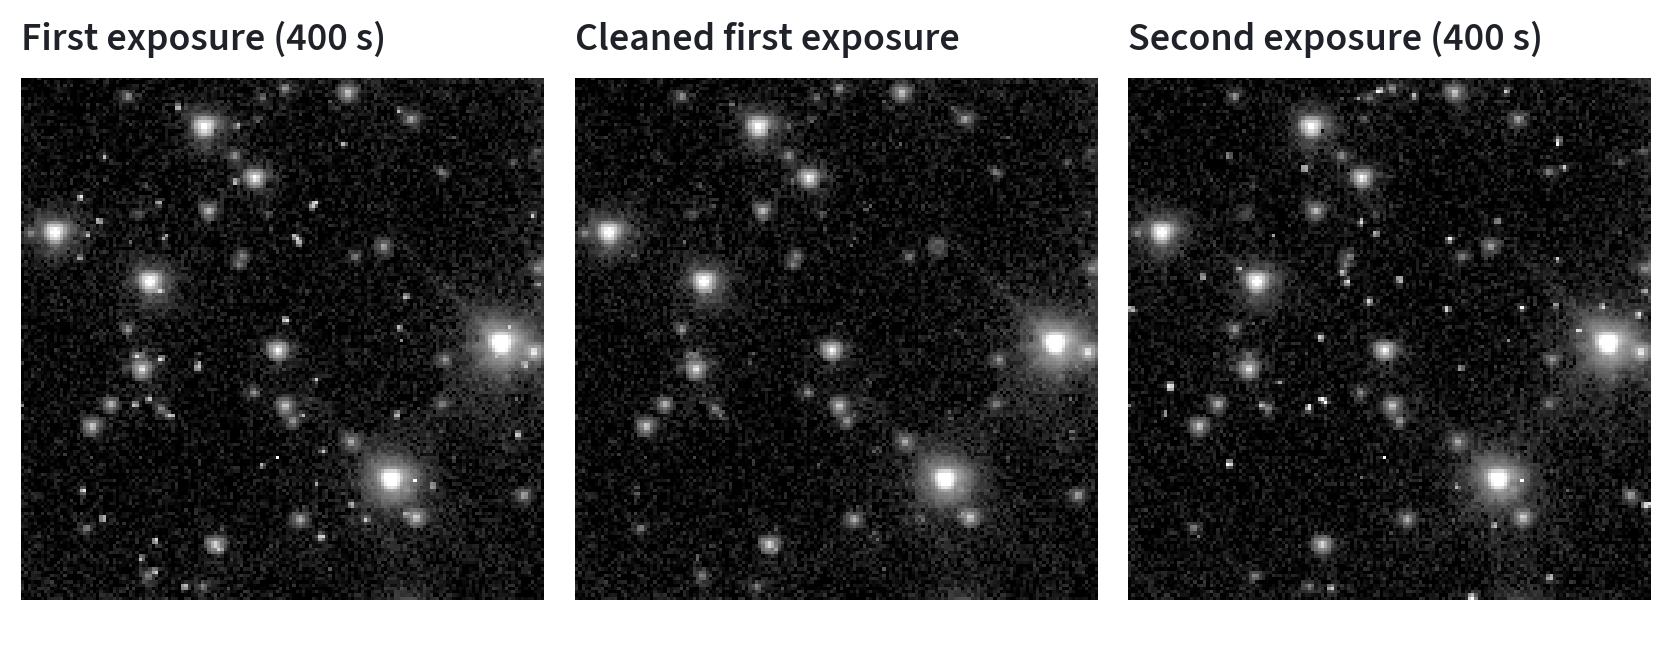 First exposure (400 s)
Cleaned first exposure
Second exposure (400 s)